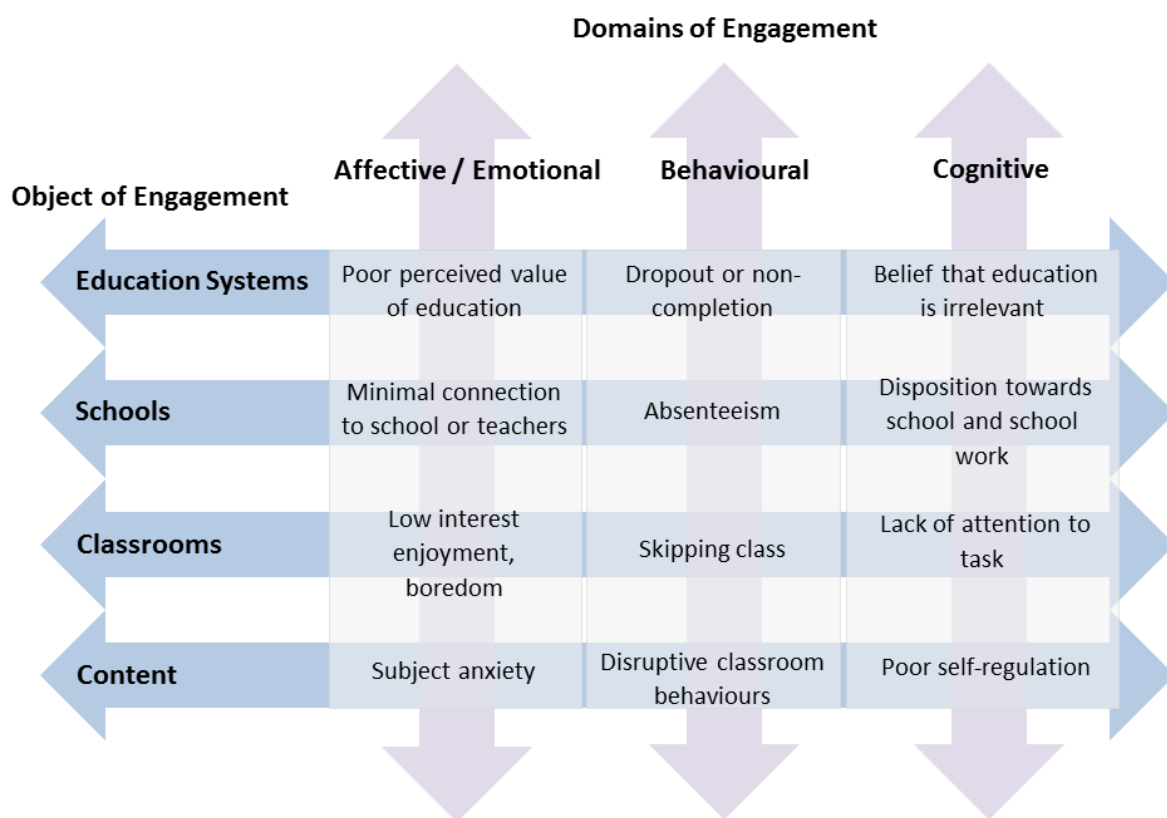 Domains of Engagement
Affective / Emotional
Behavioural
Cognitive
Object of Engagement
Education Systems
Poor perceived value
of education
Dropout or non-
completion
Belief that education
is irrelevant
Schools
Minimal connection
to school or teachers
Absenteeism
Disposition towards
school and school
work
Classrooms
Low interest
enjoyment,
boredom
Skipping class
Lack of attention to
task
Content
Subject anxiety
Disruptive classroom
behaviours
Poor self-regulation